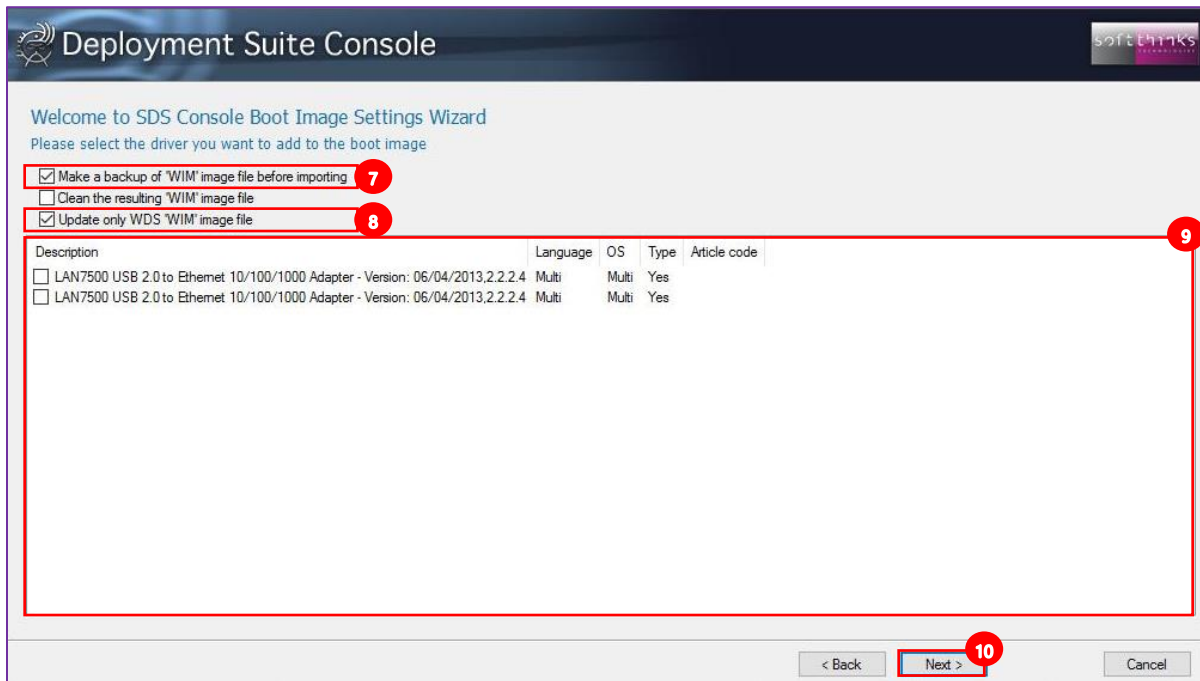 Deployment Suite Console
softthinks
TECHNOLOGIES
Welcome to SDS Console Boot Image Settings Wizard
Please select the driver you want to add to the boot image
Make a backup of 'WIM' image file before importing 7
Clean the resulting 'WIM' image file
Update only WDS 'WIM' image file 8
9
Description Language OS Type Article code
LAN7500 USB 2.0 to Ethernet 10/100/1000 Adapter - Version: 06/04/2013,2.2.2.4 Multi Multi Yes
LAN7500 USB 2.0 to Ethernet 10/100/1000 Adapter - Version: 06/04/2013,2.2.2.4 Multi Multi Yes
10
< Back Next > Cancel